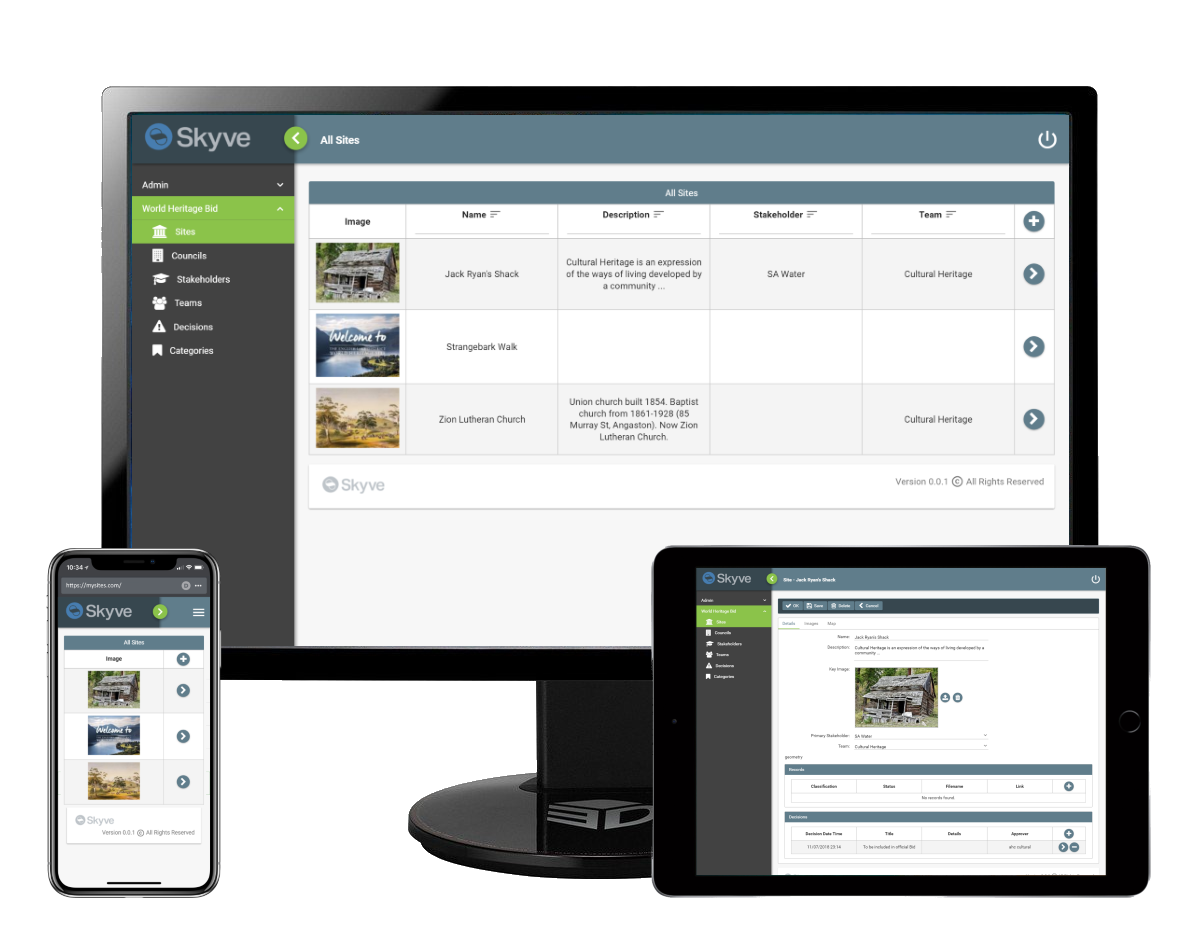 Skyve
All Sites
Admin
World Heritage Bid
Sites
Councils
Stakeholders
Teams
Decisions
Categories
All Sites
Image Name Description Stakeholder Team
Jack Ryan's Shack
Cultural Heritage is an expression
of the ways of living developed by
a community ...
SA Water
Cultural Heritage
Welcome to
Strangebark Walk
Zion Lutheran Church
Union church built 1854. Baptist
church from 1861-1928 (85
Murray St, Angaston). Now Zion
Lutheran Church.
Cultural Heritage
Skyve
Version 0.0.1 © All Rights Reserved
10:34
https://mysites.com/
Skyve
All Sites
Image
Welcome to
Skyve
Version 0.0.1 © All Rights Reserved
3D
Skyve
Site - Jack Ryan's Shack
Admin
World Heritage Bid
Sites
Councils
Stakeholders
Teams
Decisions
Categories
OK Save Delete Cancel
Details Images Map
Name: Jack Ryan's Shack
Description: Cultural Heritage is an expression of the ways of living developed by a
community ...
Key Image:
Primary Stakeholder: SA Water
Team: Cultural Heritage
geometry
Records
Classification Status Filename Link
No records found.
Decisions
Decision Date Time Title Details Approver
11/07/2018 23:14 To be included in official Bid ahc cultural